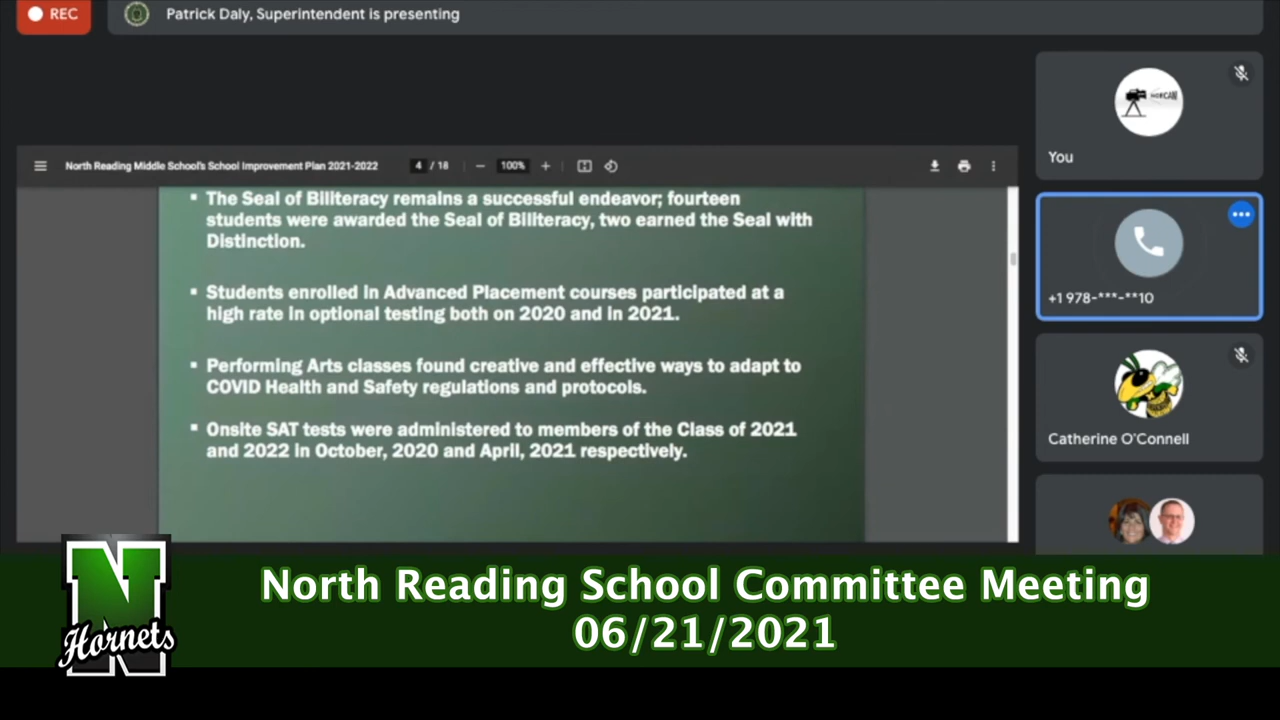 REC
Patrick Daly, Superintendent is presenting
You
North Reading Middle School's School Improvement Plan 2021-2022
4 / 18
100%
The Seal of Biliteracy remains a successful endeavor; fourteen
students were awarded the Seal of Biliteracy, two earned the Seal with
Distinction.
Students enrolled in Advanced Placement courses participated at a
high rate in optional testing both on 2020 and in 2021.
Performing Arts classes found creative and effective ways to adapt to
COVID Health and Safety regulations and protocols.
Onsite SAT tests were administered to members of the Class of 2021
and 2022 in October, 2020 and April, 2021 respectively.
+1 978-***-**10
Catherine O'Connell
N
Hornets
North Reading School Committee Meeting
06/21/2021